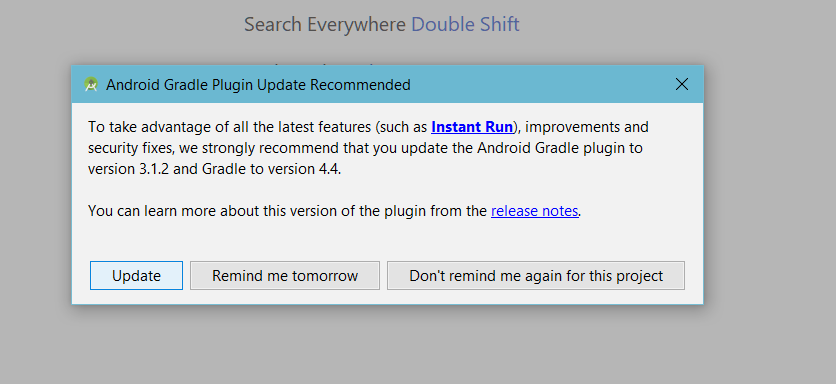 Search Everywhere Double Shift
Android Gradle Plugin Update Recommended
To take advantage of all the latest features (such as Instant Run), improvements and
security fixes, we strongly recommend that you update the Android Gradle plugin to
version 3.1.2 and Gradle to version 4.4.
You can learn more about this version of the plugin from the release notes.
Update Remind me tomorrow Don't remind me again for this project